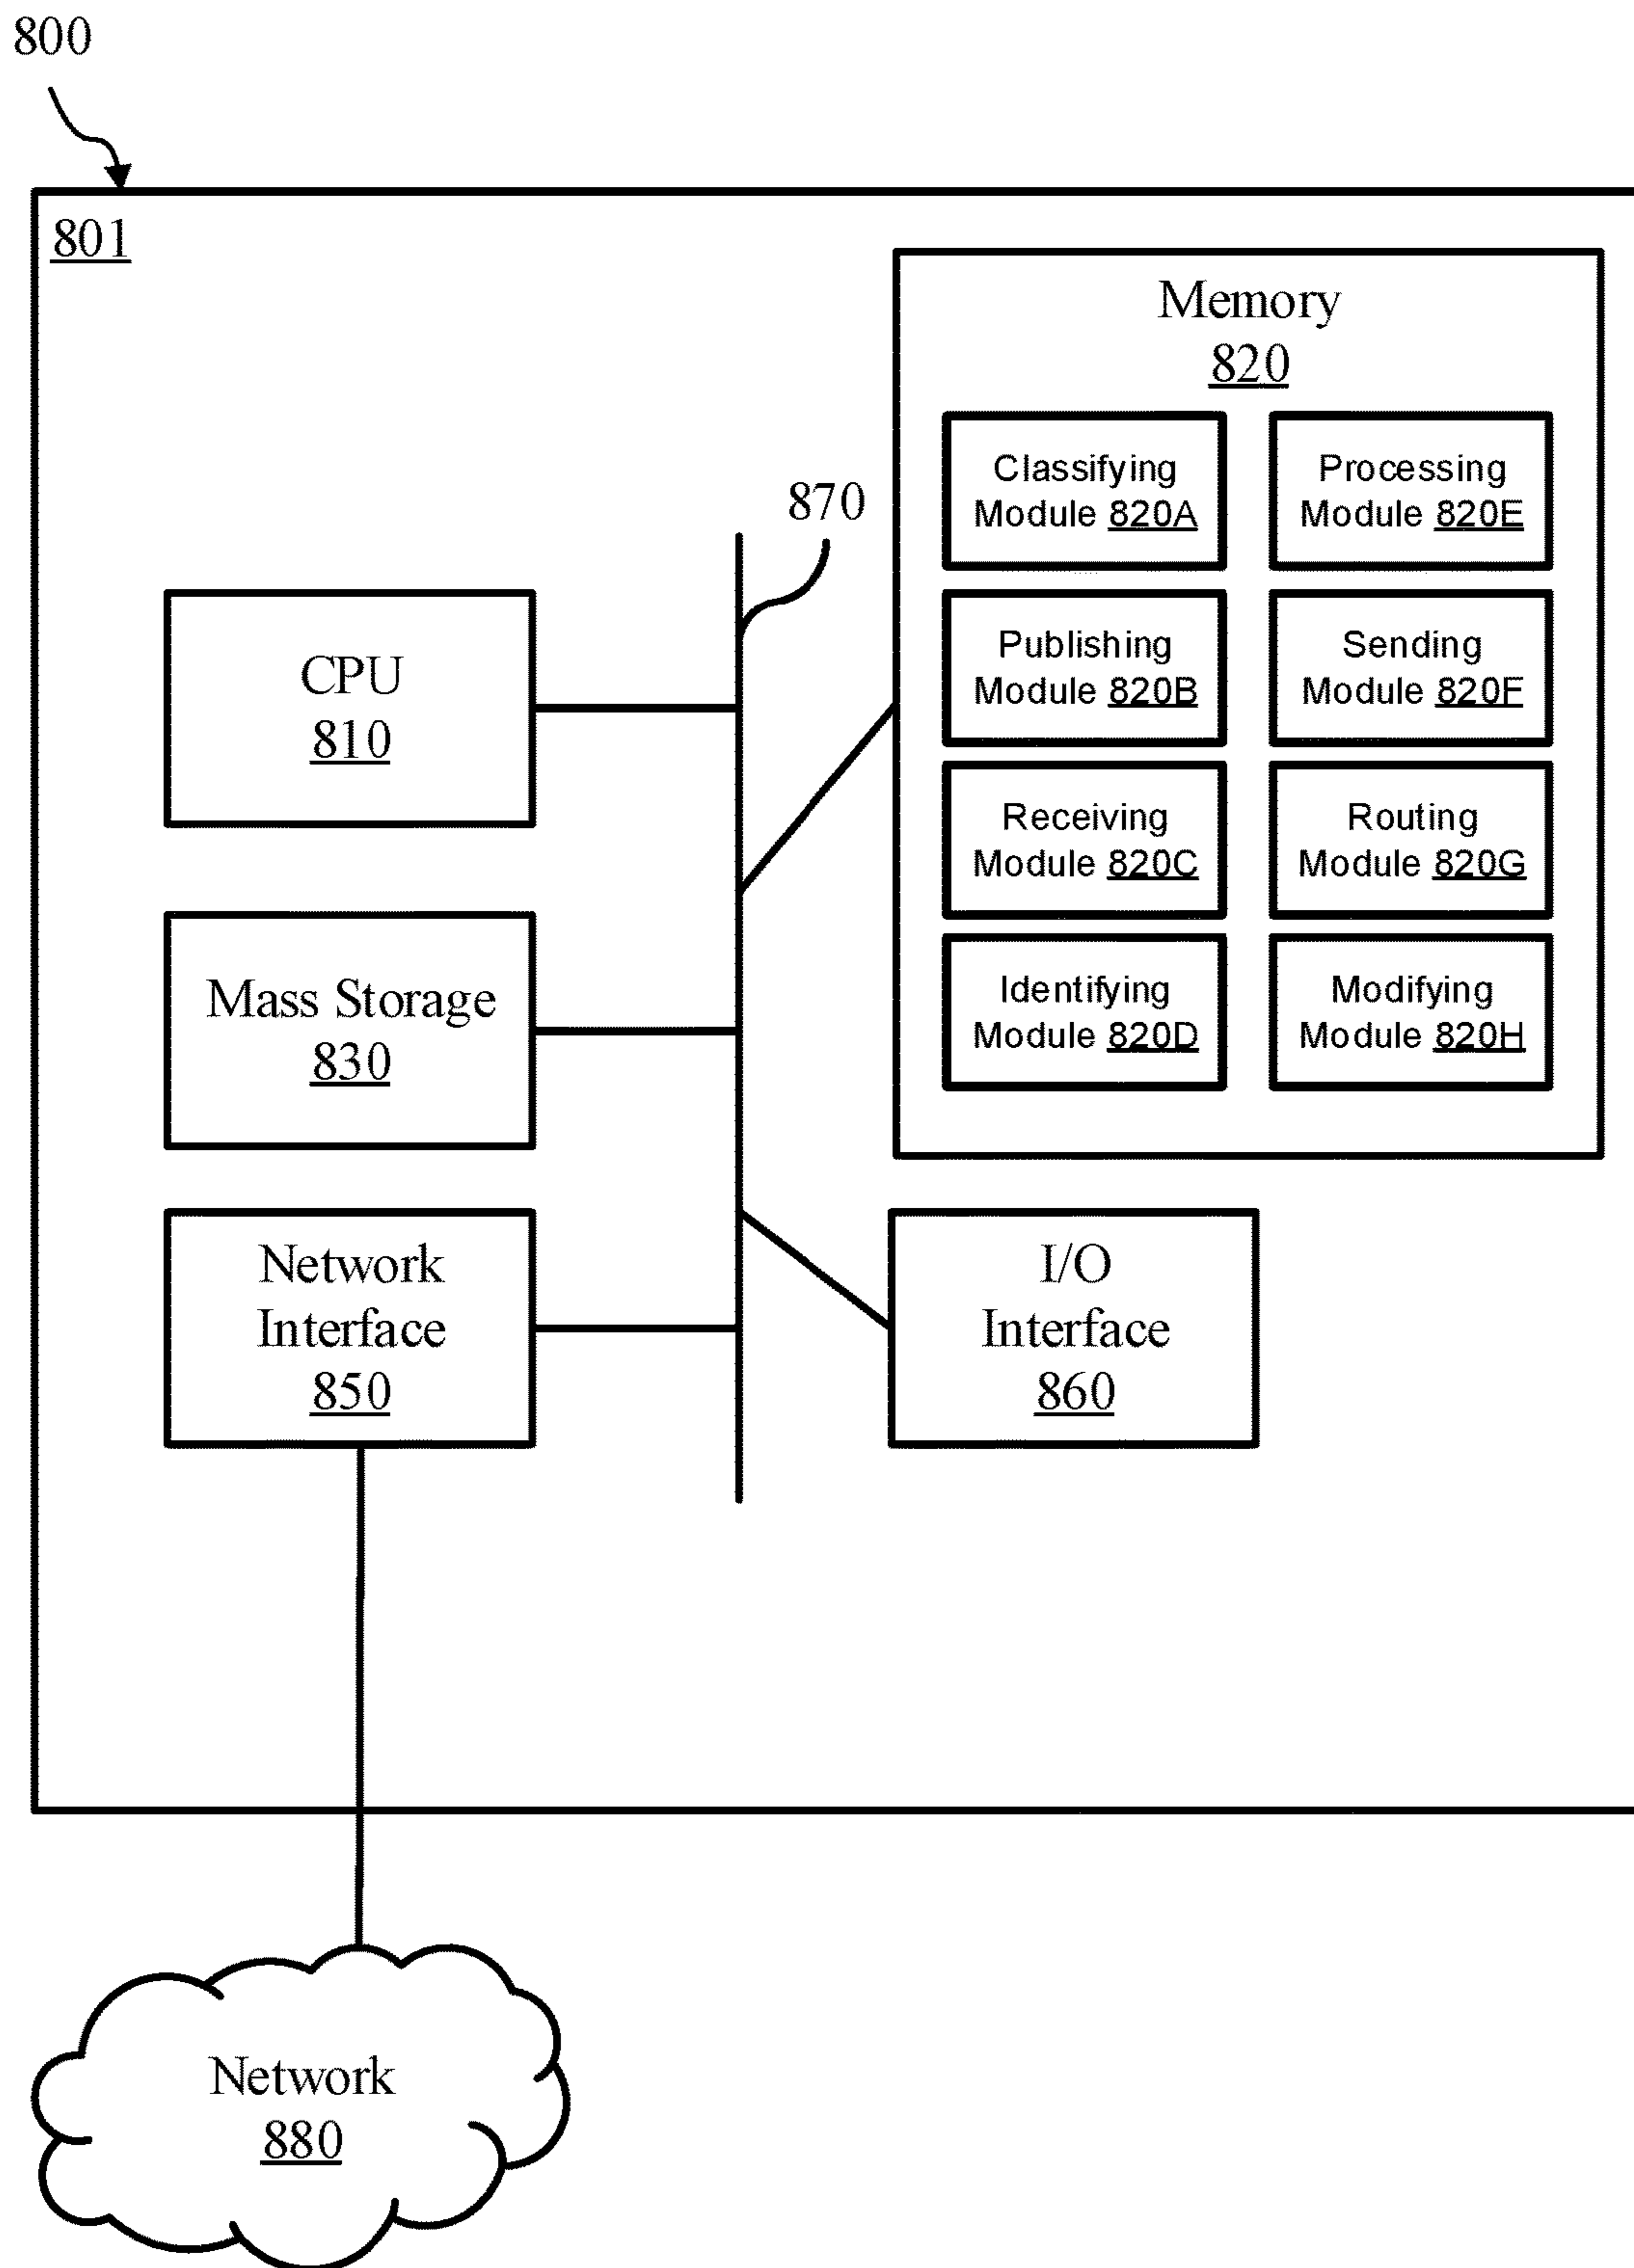 800
801
Memory
820
Classifying
Module 820A
Processing
Module 820E
Publishing
Module 820B
Sending
Module 820F
Receiving
Module 820C
Routing
Module 820G
Identifying
Module 820D
Modifying
Module 820H
870
CPU
810
Mass Storage
830
Network
Interface
850
I/O
Interface
860
Network
880